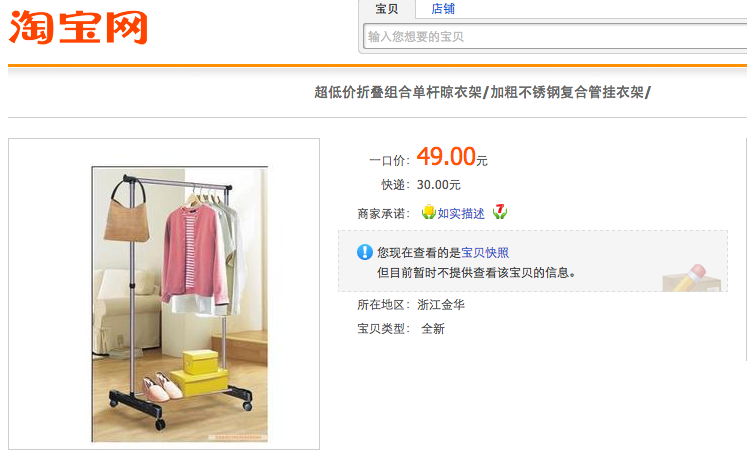 淘宝网
宝贝 店铺
输入您想要的宝贝
超低价折叠组合单杆晾衣架/加粗不锈钢复合管挂衣架/
一口价: 49.00元
快递: 30.00元
商家承诺: 如实描述 7
您现在查看的是宝贝快照
但目前暂时不提供查看该宝贝的信息。
所在地区: 浙江金华
宝贝类型: 全新